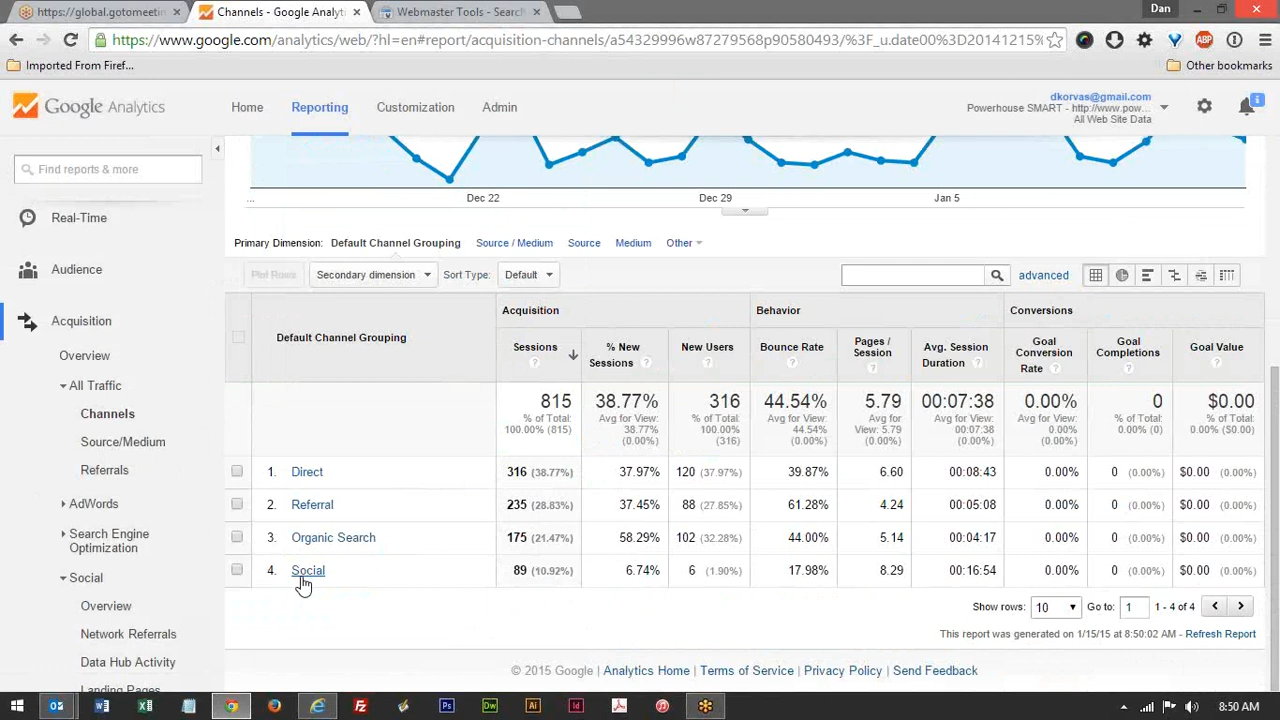 https://global.gotomeetin
Channels - Google Analyti
Webmaster Tools - Search
Dan
https://www.google.com/analytics/web/?hl=en#report/acquisition-channels/a54329996w87279568p90580493/%3F_u.date00%3D20141215%
Imported From Firef...
Other bookmarks
Google Analytics
Home
Reporting
Customization
Admin
dkorvas@gmail.com
Powerhouse SMART - http://www.pow...
All Web Site Data
Find reports & more
Real-Time
Audience
Acquisition
Overview
All Traffic
Channels
Source/Medium
Referrals
AdWords
Search Engine
Optimization
Social
Overview
Network Referrals
Data Hub Activity
Landing Pages
... Dec 22 Dec 29 Jan 5
Primary Dimension: Default Channel Grouping Source / Medium Source Medium Other
Plot Rows Secondary dimension Sort Type: Default advanced
Default Channel Grouping
Acquisition Behavior Conversions
Sessions ? % New Sessions ? New Users ? Bounce Rate ? Pages / Session ? Avg. Session Duration ? Goal Conversion Rate ? Goal Completions ? Goal Value ?
815 38.77% 316 44.54% 5.79 00:07:38 0.00% 0 $0.00
% of Total: 100.00% (815) Avg for View: 38.77% (0.00%) % of Total: 100.00% (316) Avg for View: 44.54% (0.00%) Avg for View: 5.79 (0.00%) Avg for View: 00:07:38 (0.00%) Avg for View: 0.00% (0.00%) % of Total: 0.00% (0) % of Total: 0.00% ($0.00)
1. Direct 316 (38.77%) 37.97% 120 (37.97%) 39.87% 6.60 00:08:43 0.00% 0 (0.00%) $0.00 (0.00%)
2. Referral 235 (28.83%) 37.45% 88 (27.85%) 61.28% 4.24 00:05:08 0.00% 0 (0.00%) $0.00 (0.00%)
3. Organic Search 175 (21.47%) 58.29% 102 (32.28%) 44.00% 5.14 00:04:17 0.00% 0 (0.00%) $0.00 (0.00%)
4. Social 89 (10.92%) 6.74% 6 (1.90%) 17.98% 8.29 00:16:54 0.00% 0 (0.00%) $0.00 (0.00%)
Show rows: 10 Go to: 1 1 - 4 of 4
This report was generated on 1/15/15 at 8:50:02 AM - Refresh Report
© 2015 Google | Analytics Home | Terms of Service | Privacy Policy | Send Feedback
8:50 AM